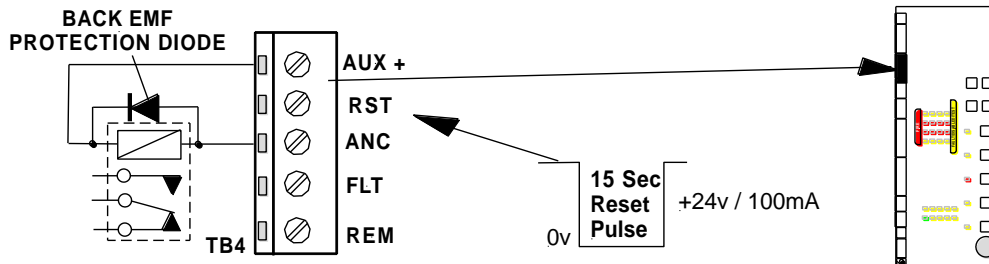 BACK EMF
PROTECTION DIODE
AUX +
RST
ANC
FLT
REM
TB4
15 Sec
Reset
Pulse
+24v / 100mA
0v